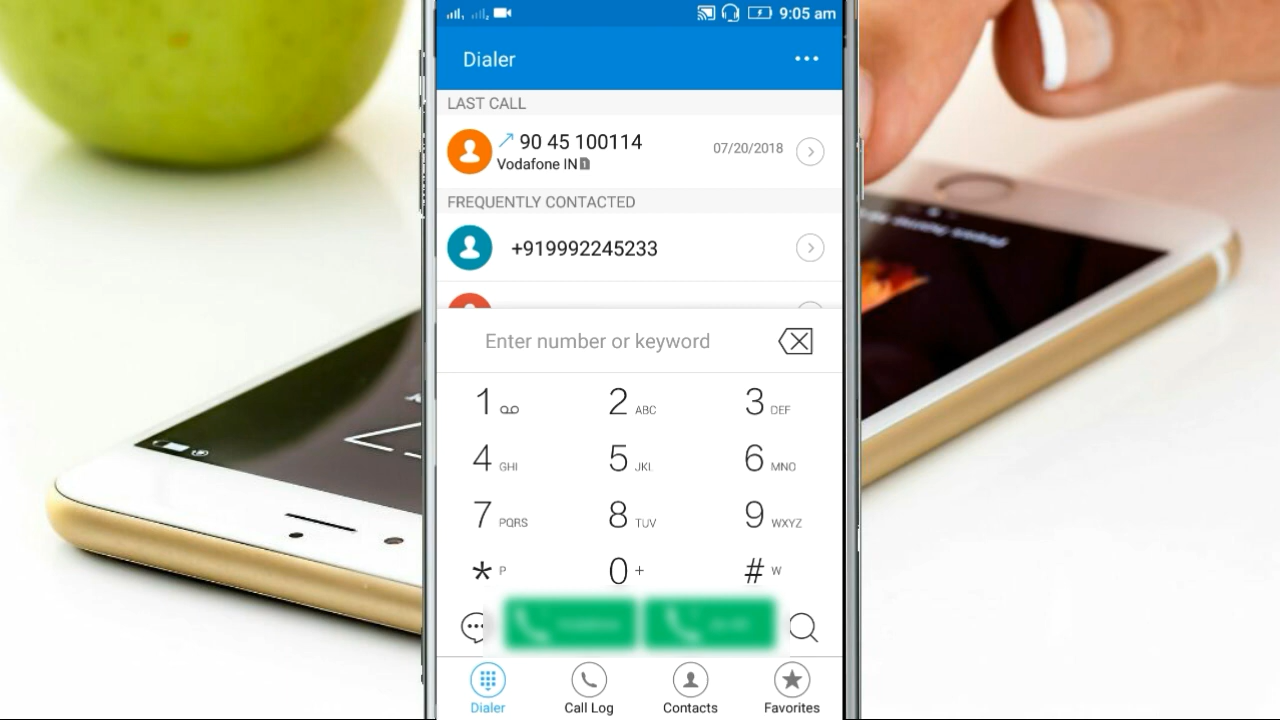 9:05 am
Dialer
LAST CALL
90 45 100114
07/20/2018
Vodafone IN 1
FREQUENTLY CONTACTED
+919992245233
Enter number or keyword
1
2 ABC
3 DEF
4 GHI
5 JKL
6 MNO
7 PQRS
8 TUV
9 WXYZ
* P
0 +
# W
Dialer
Call Log
Contacts
Favorites